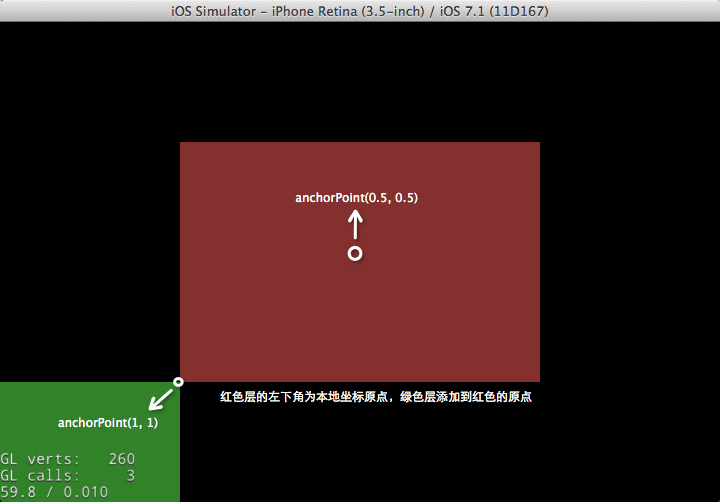 iOS Simulator - iPhone Retina (3.5-inch) / iOS 7.1 (11D167)
anchorPoint(0.5, 0.5)
红色层的左下角为本地坐标原点，绿色层添加到红色的原点
anchorPoint(1, 1)
GL verts: 260
GL calls: 3
59.8 / 0.010